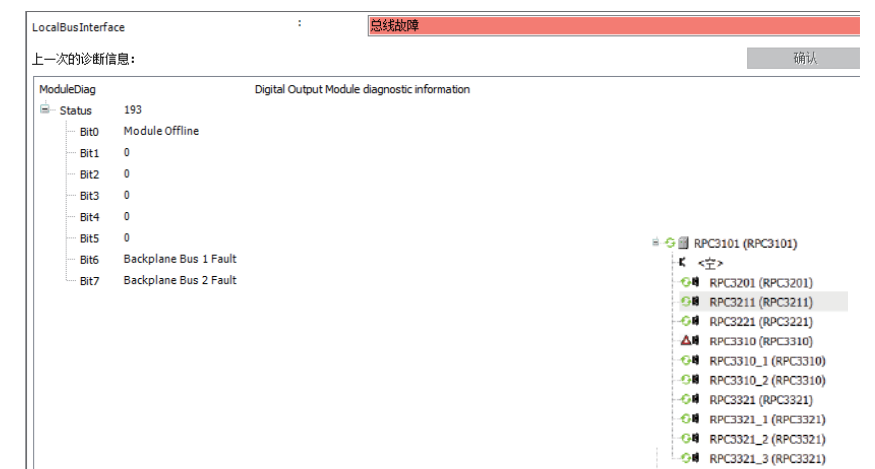 LocalBusInterface : 总线故障
上一次的诊断信息: 确认
ModuleDiag Digital Output Module diagnostic information
Status 193
Bit0 Module Offline
Bit1 0
Bit2 0
Bit3 0
Bit4 0
Bit5 0
Bit6 Backplane Bus 1 Fault
Bit7 Backplane Bus 2 Fault
RPC3101 (RPC3101)
<空>
RPC3201 (RPC3201)
RPC3211 (RPC3211)
RPC3221 (RPC3221)
RPC3310 (RPC3310)
RPC3310_1 (RPC3310)
RPC3310_2 (RPC3310)
RPC3321 (RPC3321)
RPC3321_1 (RPC3321)
RPC3321_2 (RPC3321)
RPC3321_3 (RPC3321)